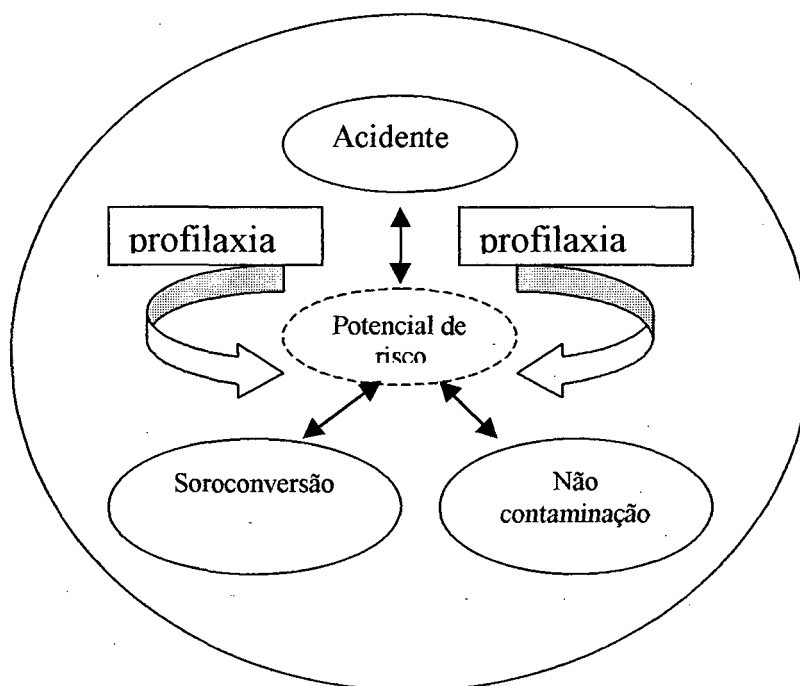 Acidente
profilaxia
profilaxia
Potencial de
risco
Soroconversão
Não
contaminação